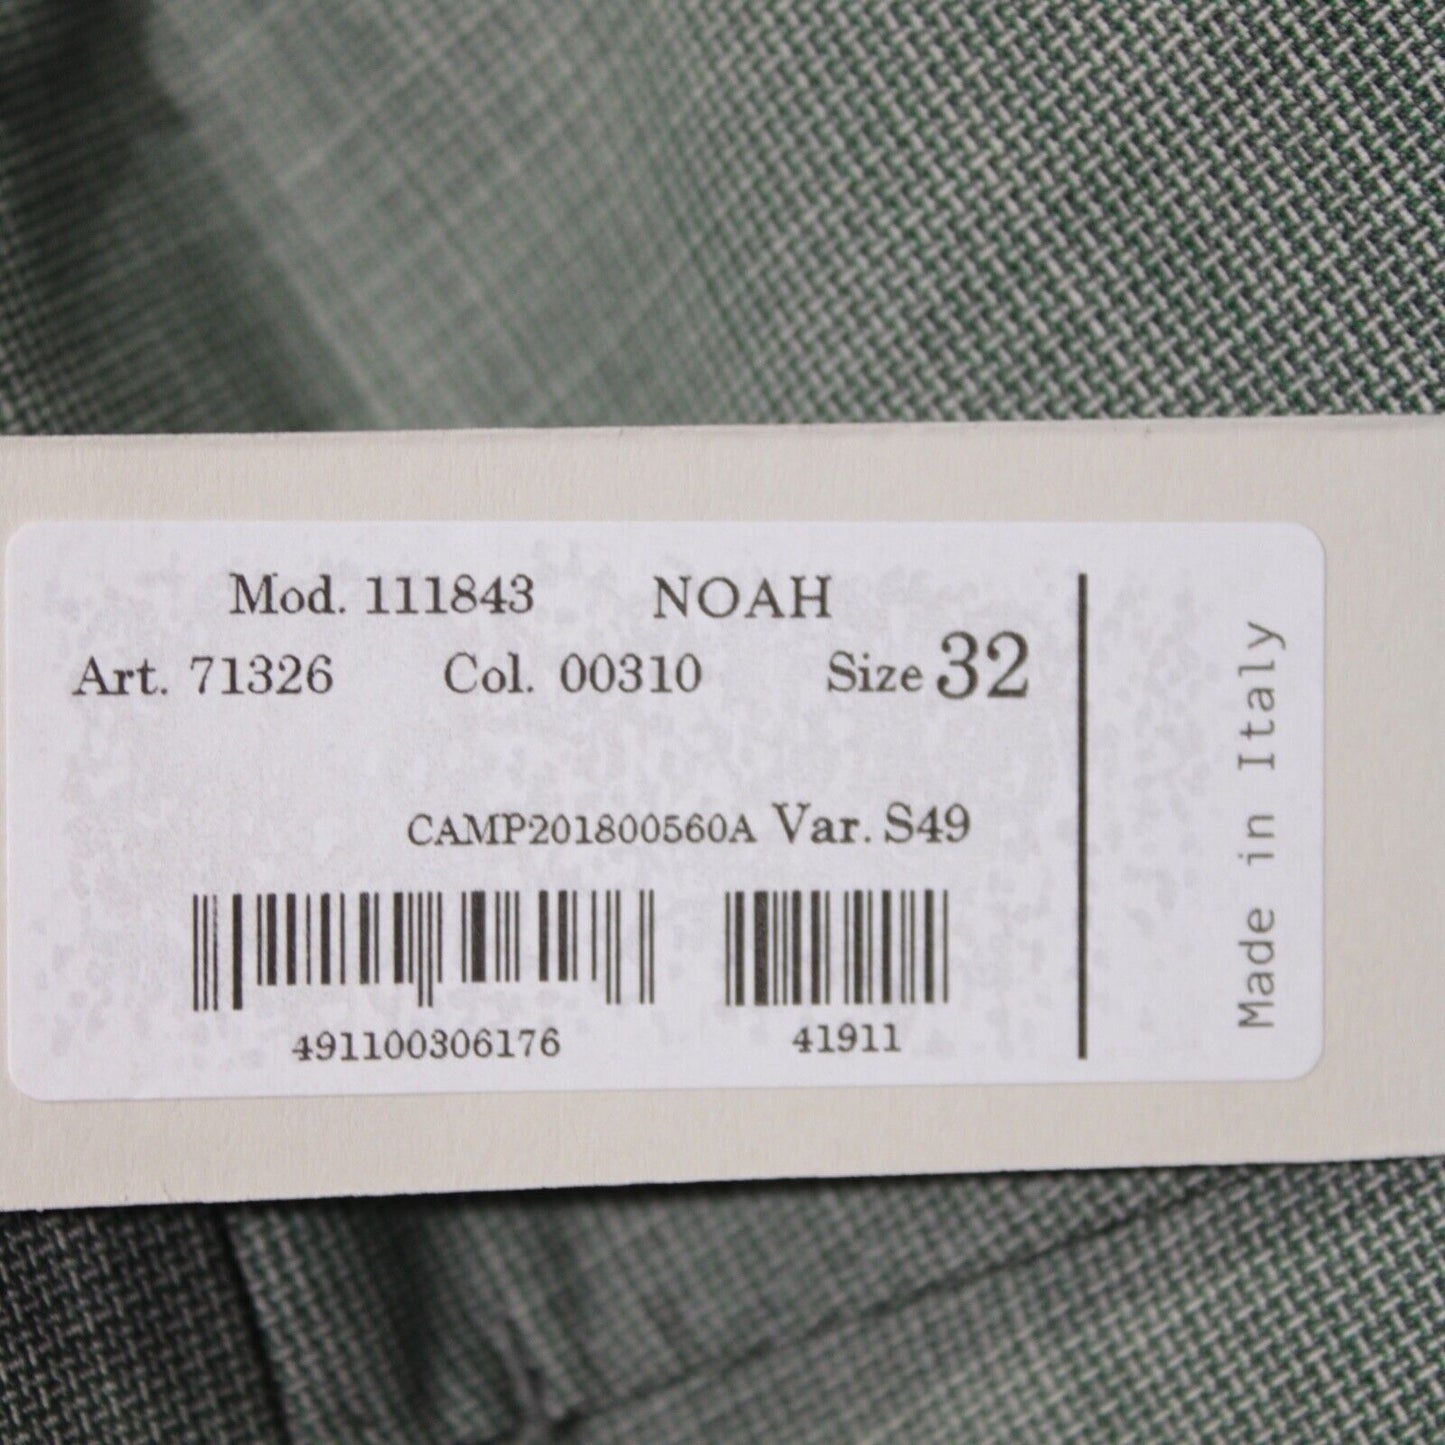 Mod. 111843 NOAH
Art. 71326 Col. 00310 Size 32
CAMP201800560A Var. S49
491100306176 41911
Made in Italy